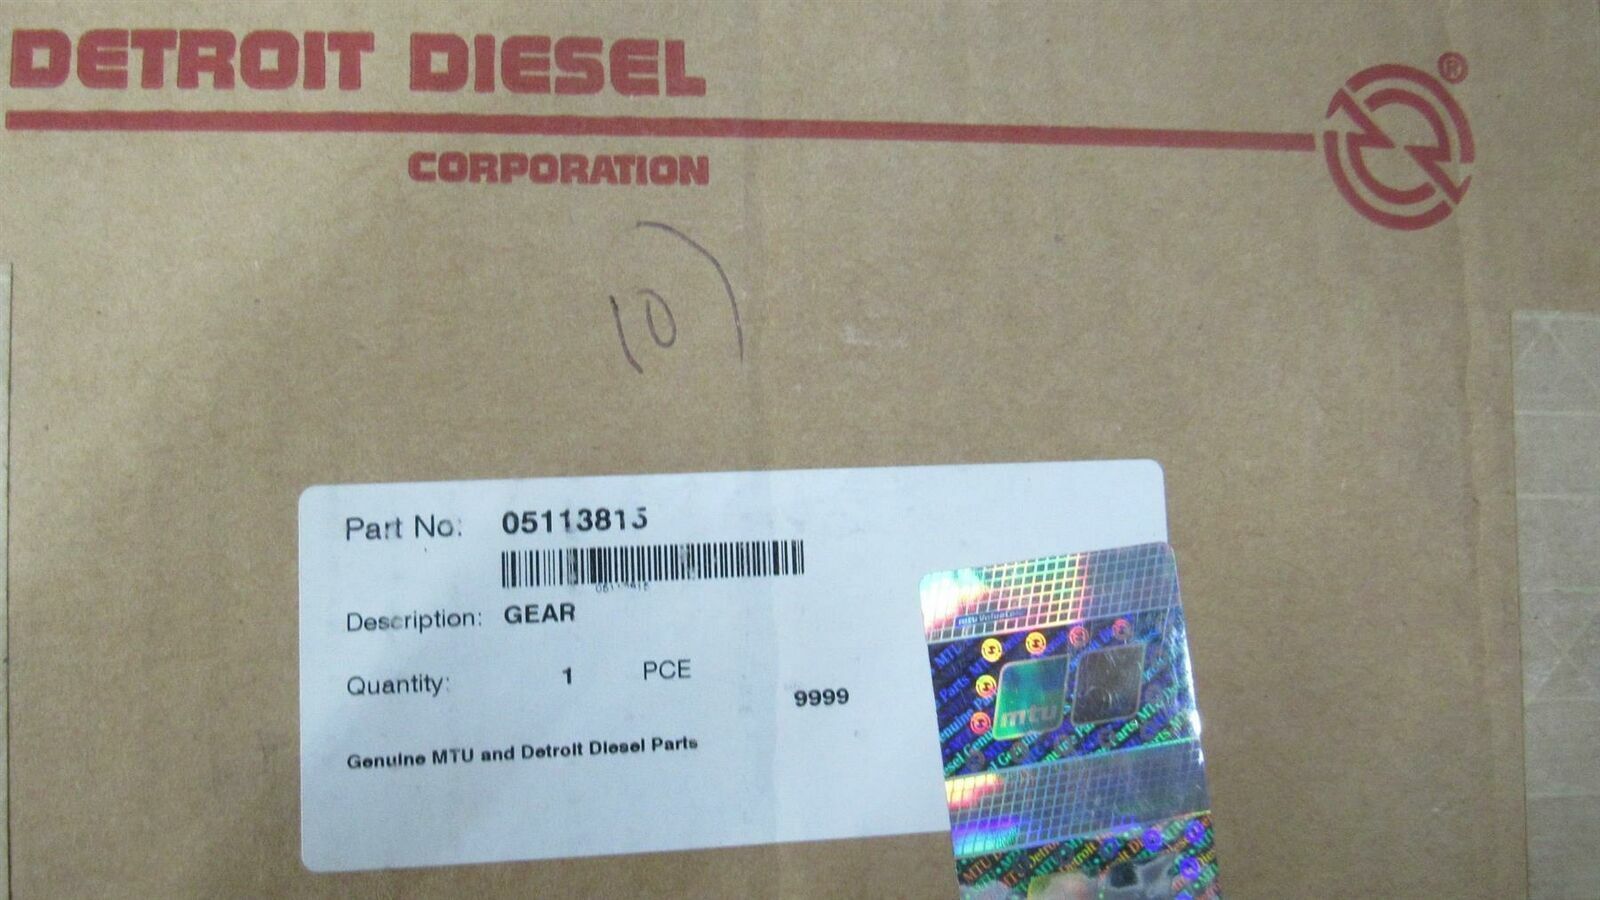 DETROIT DIESEL
®
CORPORATION
10
Part No: 05113815
Description: GEAR
Quantity: 1 PCE
9999
Genuine MTU and Detroit Diesel Parts
mtu